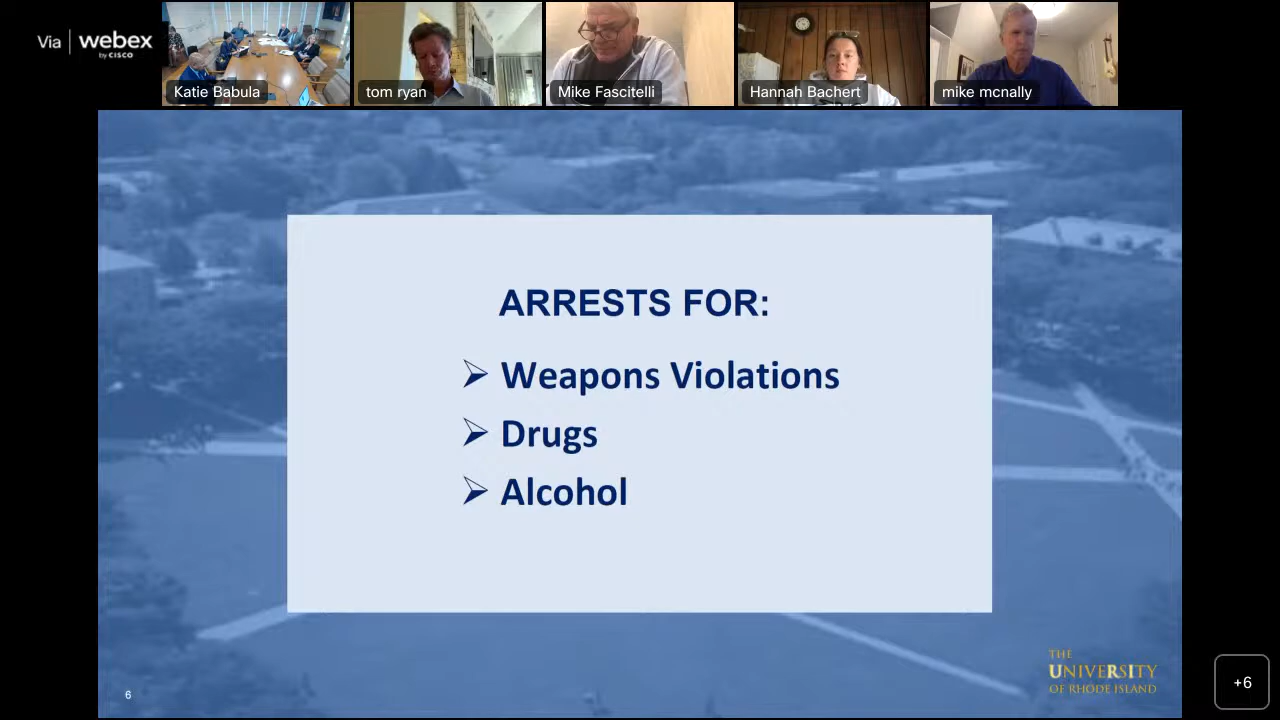 Via | webex
by CISCO
Katie Babula
tom ryan
Mike Fascitelli
Hannah Bachert
mike mcnally
ARRESTS FOR:
➢ Weapons Violations
➢ Drugs
➢ Alcohol
THE
UNIVERSITY
OF RHODE ISLAND
6
+6